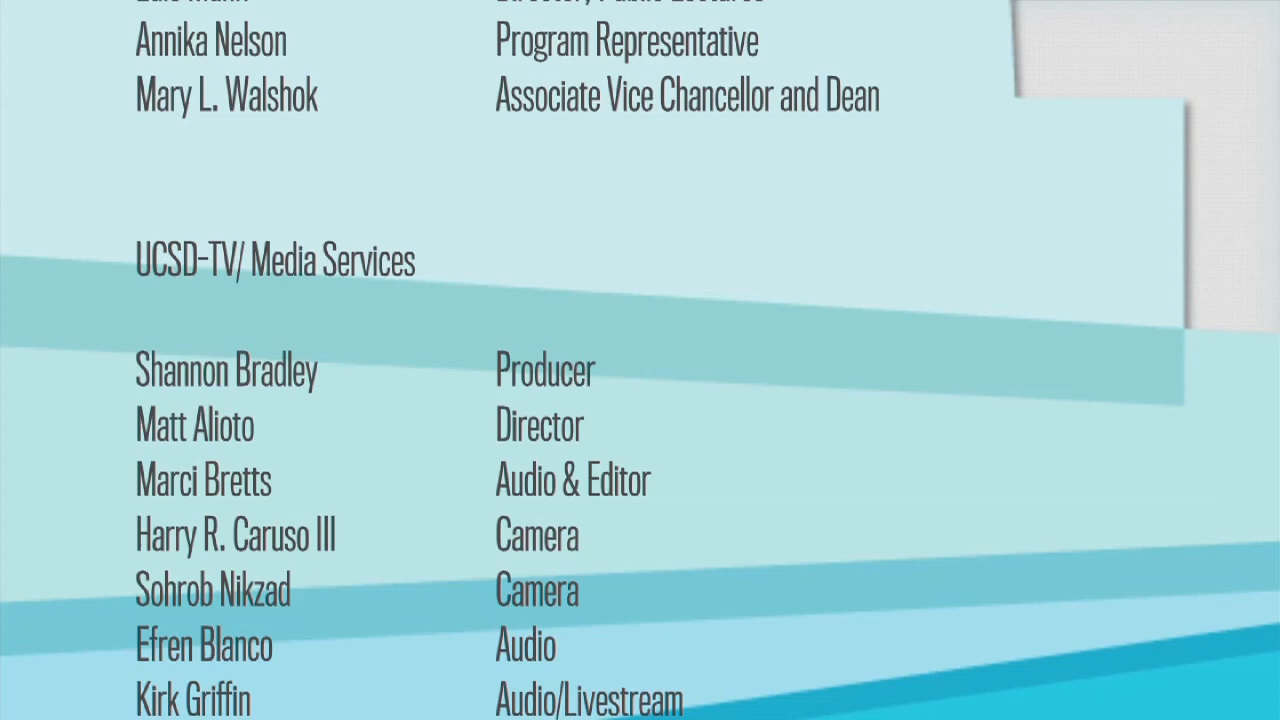 Annika Nelson Program Representative
Mary L. Walshok Associate Vice Chancellor and Dean
UCSD-TV/ Media Services
Shannon Bradley Producer
Matt Alioto Director
Marci Bretts Audio & Editor
Harry R. Caruso III Camera
Sohrob Nikzad Camera
Efren Blanco Audio
Kirk Griffin Audio/Livestream